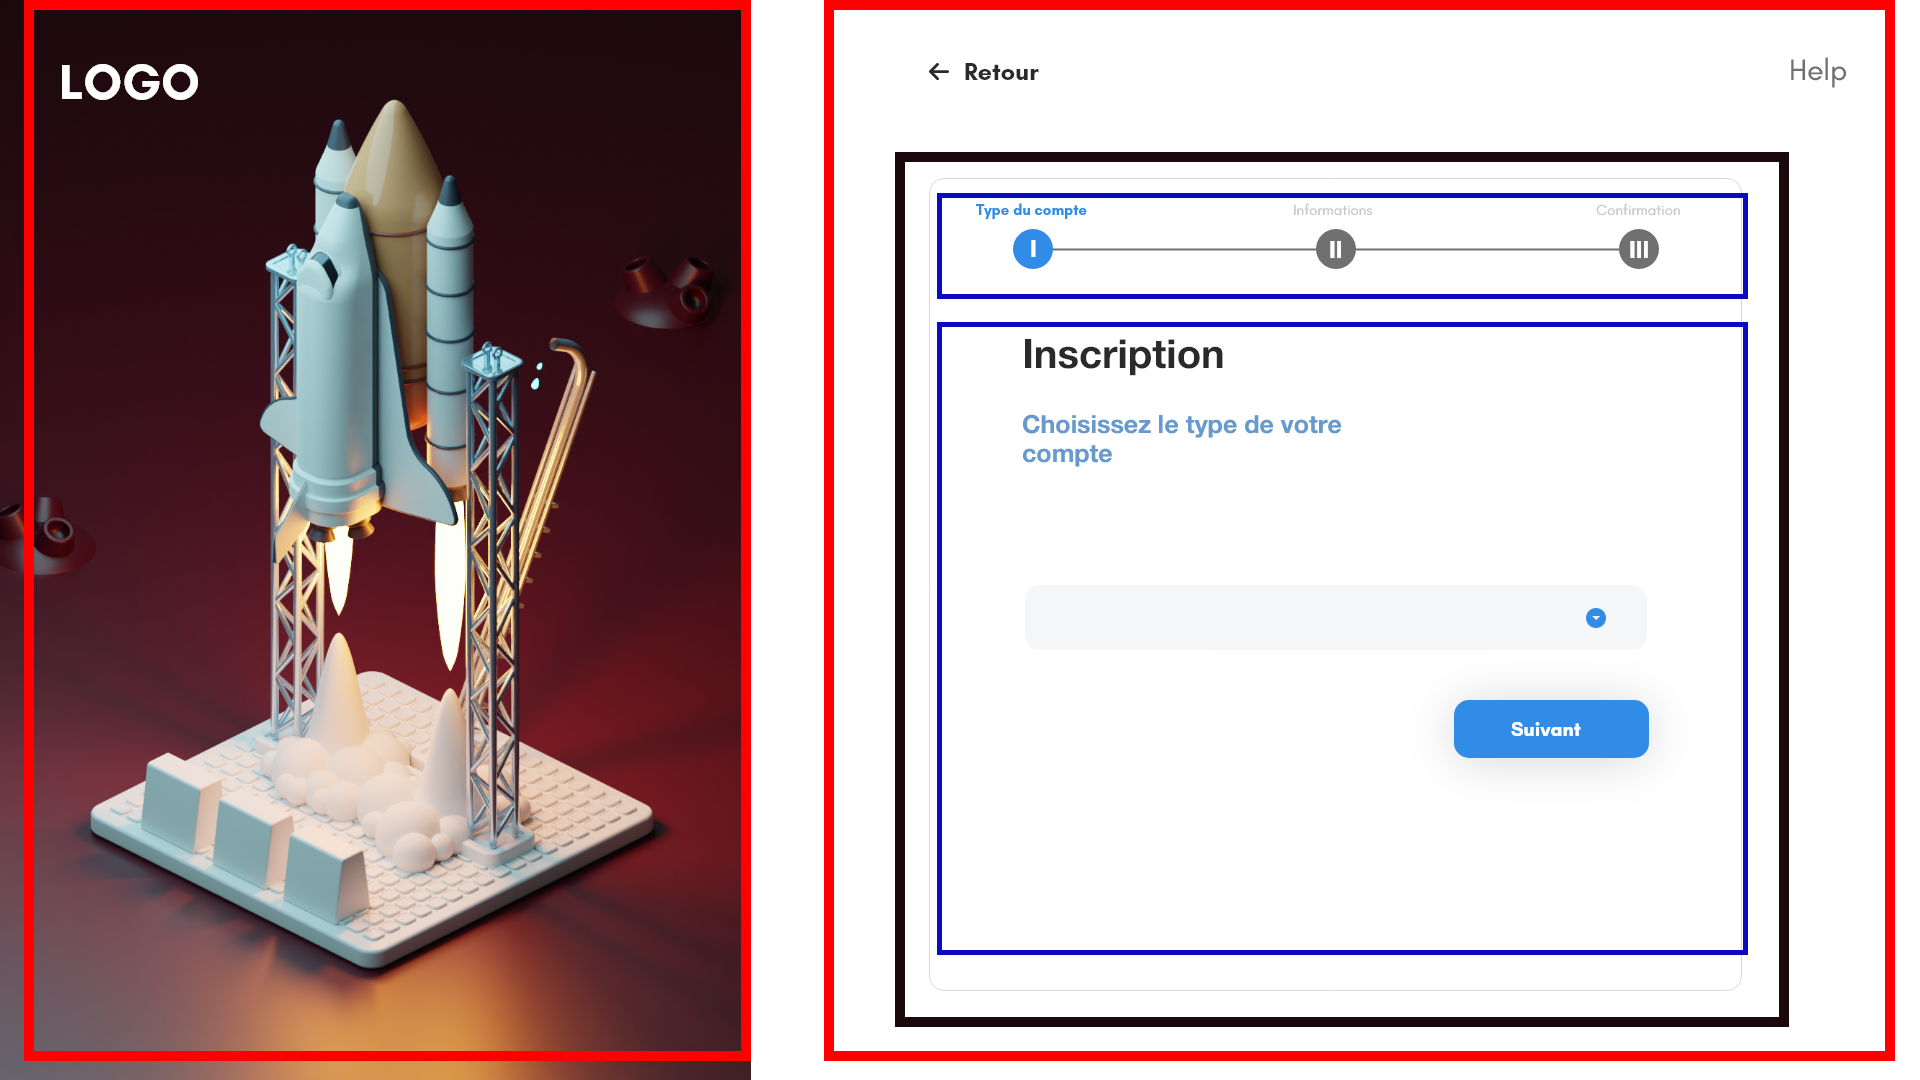 LOGO
Retour
Help
Type du compte
Informations
Confirmation
I
II
III
Inscription
Choisissez le type de votre
compte
Suivant